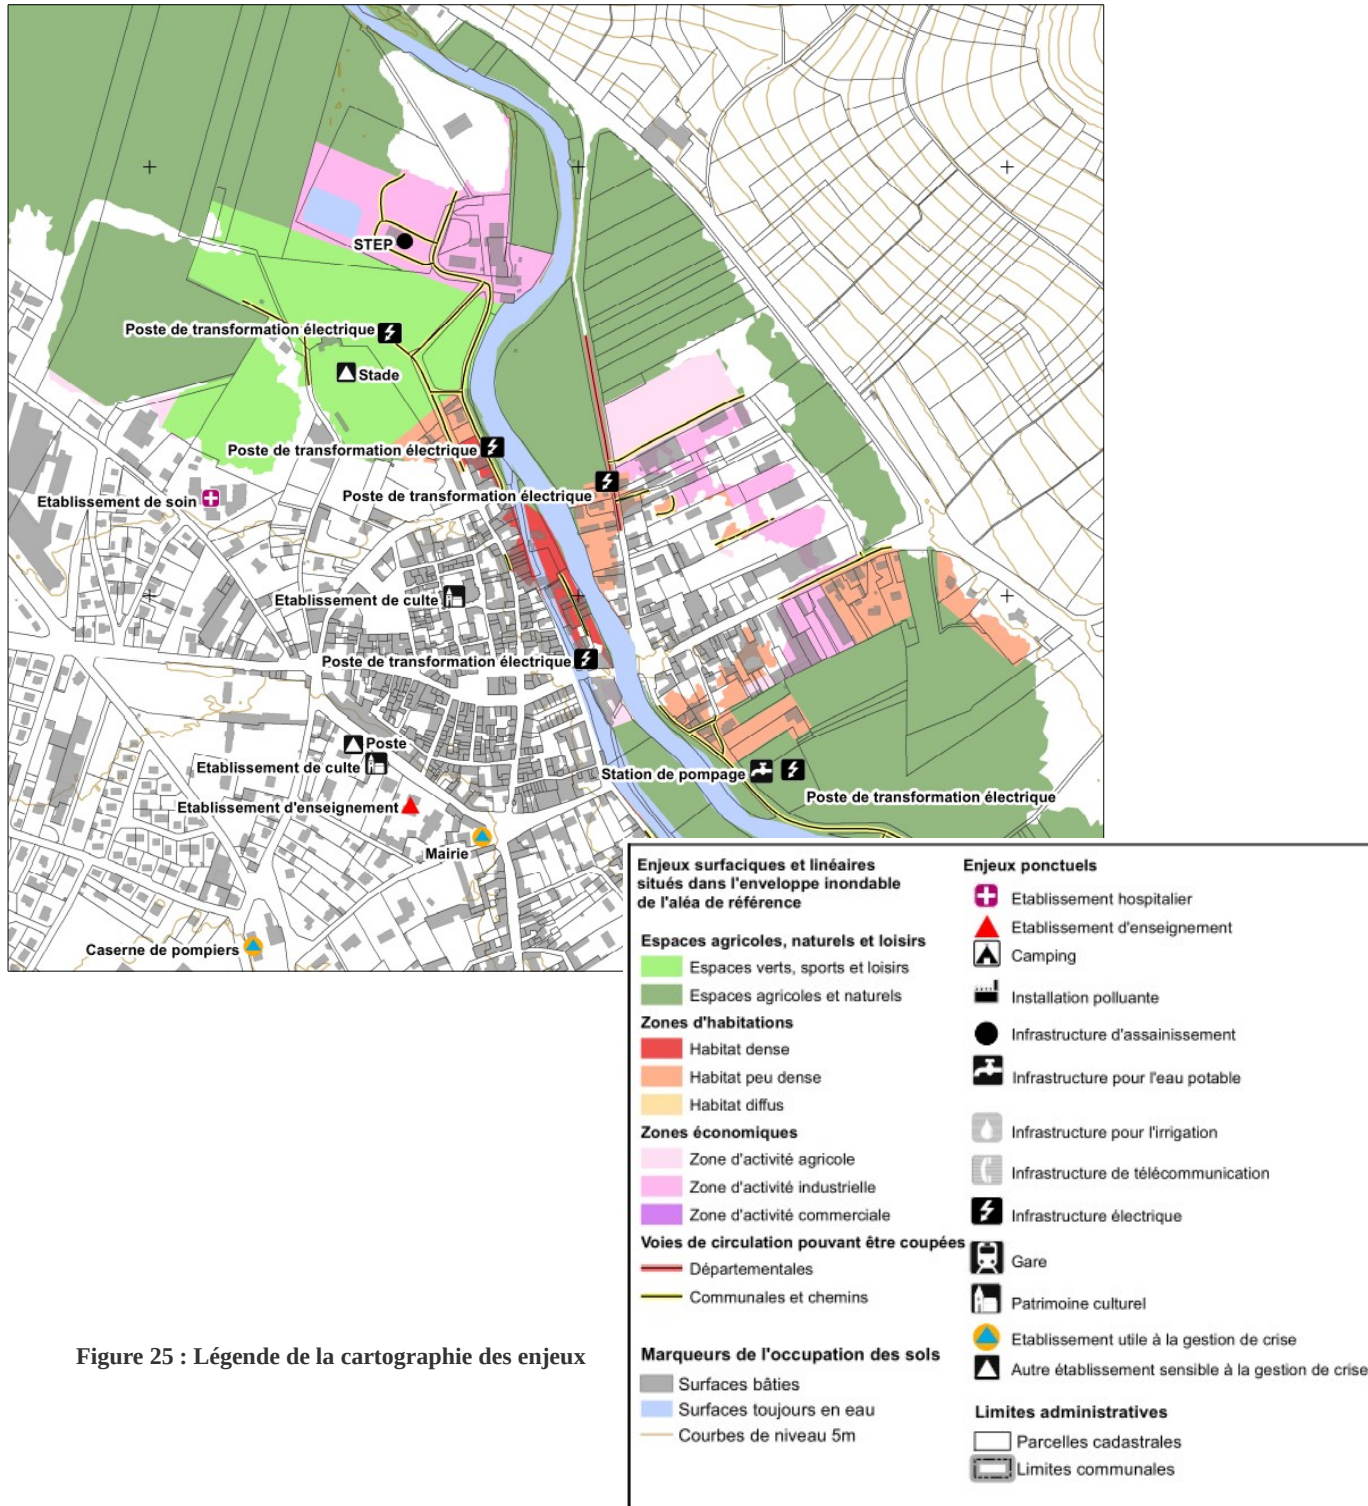 STEP
Poste de transformation électrique
Stade
Poste de transformation électrique
Poste de transformation électrique
Etablissement de soin
Etablissement de culte
Poste de transformation électrique
Poste
Etablissement de culte
Station de pompage
Poste de transformation électrique
Etablissement d'enseignement
Mairie
Caserne de pompiers
Enjeux surfaciques et linéaires
situés dans l'enveloppe inondable
de l'aléa de référence
Espaces agricoles, naturels et loisirs
Espaces verts, sports et loisirs
Espaces agricoles et naturels
Zones d'habitations
Habitat dense
Habitat peu dense
Habitat diffus
Zones économiques
Zone d'activité agricole
Zone d'activité industrielle
Zone d'activité commerciale
Voies de circulation pouvant être coupées
Départementales
Communales et chemins
Marqueurs de l'occupation des sols
Surfaces bâties
Surfaces toujours en eau
Courbes de niveau 5m
Enjeux ponctuels
Etablissement hospitalier
Etablissement d'enseignement
Camping
Installation polluante
Infrastructure d'assainissement
Infrastructure pour l'eau potable
Infrastructure pour l'irrigation
Infrastructure de télécommunication
Infrastructure électrique
Gare
Patrimoine culturel
Etablissement utile à la gestion de crise
Autre établissement sensible à la gestion de crise
Limites administratives
Parcelles cadastrales
Limites communales
Figure 25 : Légende de la cartographie des enjeux